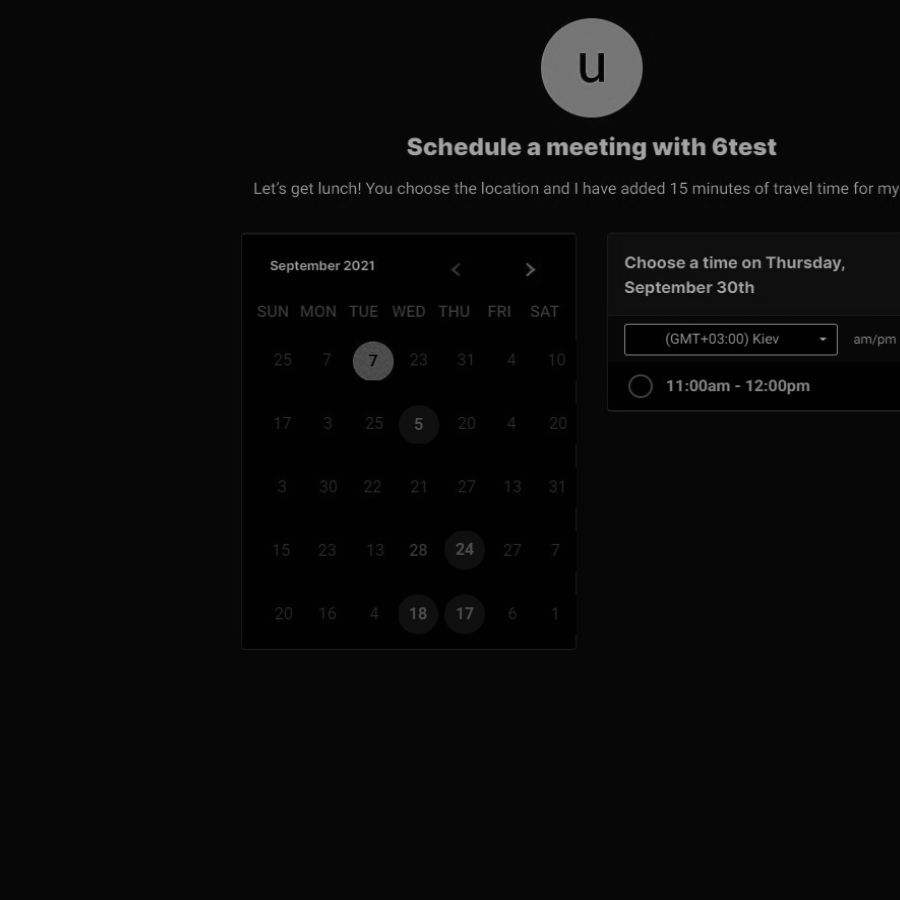 u
Schedule a meeting with 6test
Let's get lunch! You choose the location and I have added 15 minutes of travel time for my
September 2021
SUN MON TUE WED THU FRI SAT
25 7 7 23 31 4 10
17 3 25 5 20 4 20
3 30 22 21 27 13 31
15 23 13 28 24 27 7
20 16 4 18 17 6 1
Choose a time on Thursday,
September 30th
(GMT+03:00) Kiev am/pm
11:00am - 12:00pm